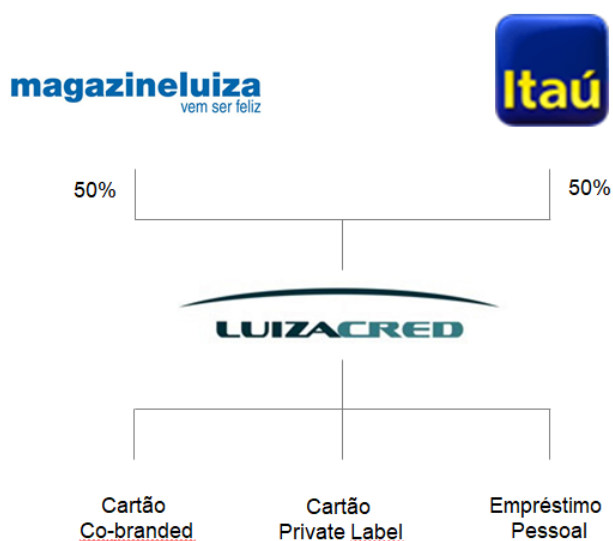 magazineluiza
vem ser feliz
Itaú
50%
50%
LUIZACRED
Cartão
Co-branded
Cartão
Private Label
Empréstimo
Pessoal